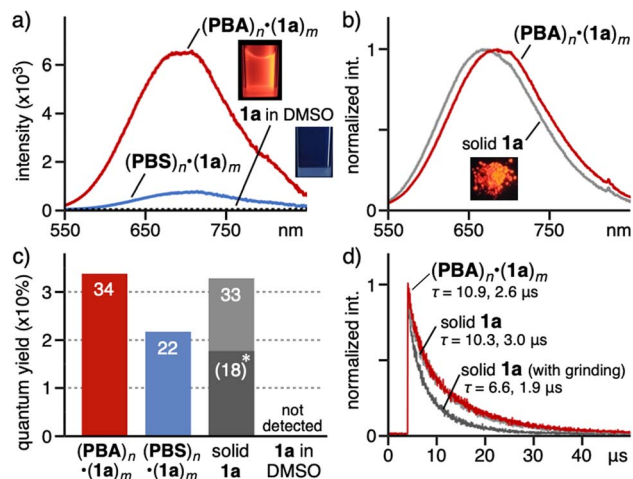 a)
(PBA)n•(1a)m
intensity (x10³)
6
4
2
0
1a in DMSO
(PBS)n•(1a)m
550 650 750 nm
b)
(PBA)n•(1a)m
normalized int.
1
0
solid 1a
550 650 750 nm
c)
quantum yield (x10%)
3
2
1
0
34
22
33
(18)*
not
detected
(PBA)n (PBS)n solid 1a in
•(1a)m •(1a)m 1a DMSO
d)
(PBA)n•(1a)m
τ = 10.9, 2.6 μs
solid 1a
τ = 10.3, 3.0 μs
solid 1a (with grinding)
τ = 6.6, 1.9 μs
normalized int.
1
0
0 10 20 30 40 μs